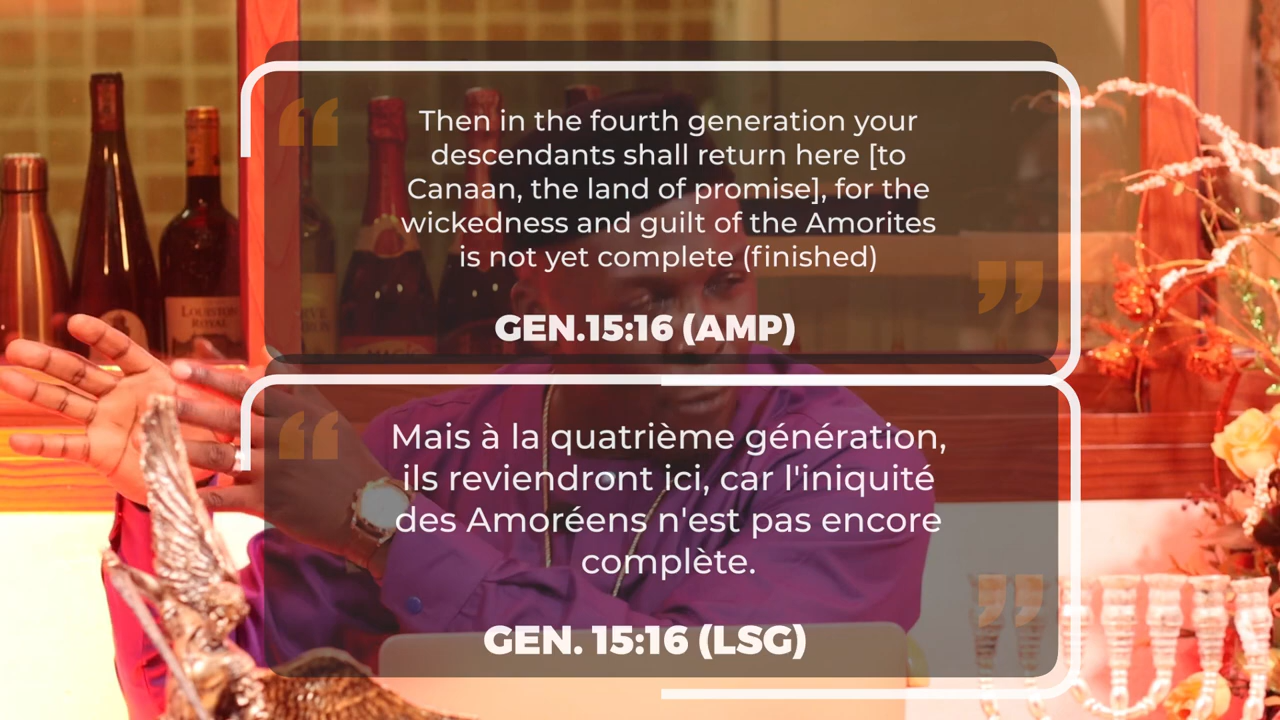 Then in the fourth generation your
descendants shall return here [to
Canaan, the land of promise], for the
wickedness and guilt of the Amorites
is not yet complete (finished)
GEN.15:16 (AMP)
Mais à la quatrième génération,
ils reviendront ici, car l'iniquité
des Amoréens n'est pas encore
complète.
GEN. 15:16 (LSG)
ROYAL